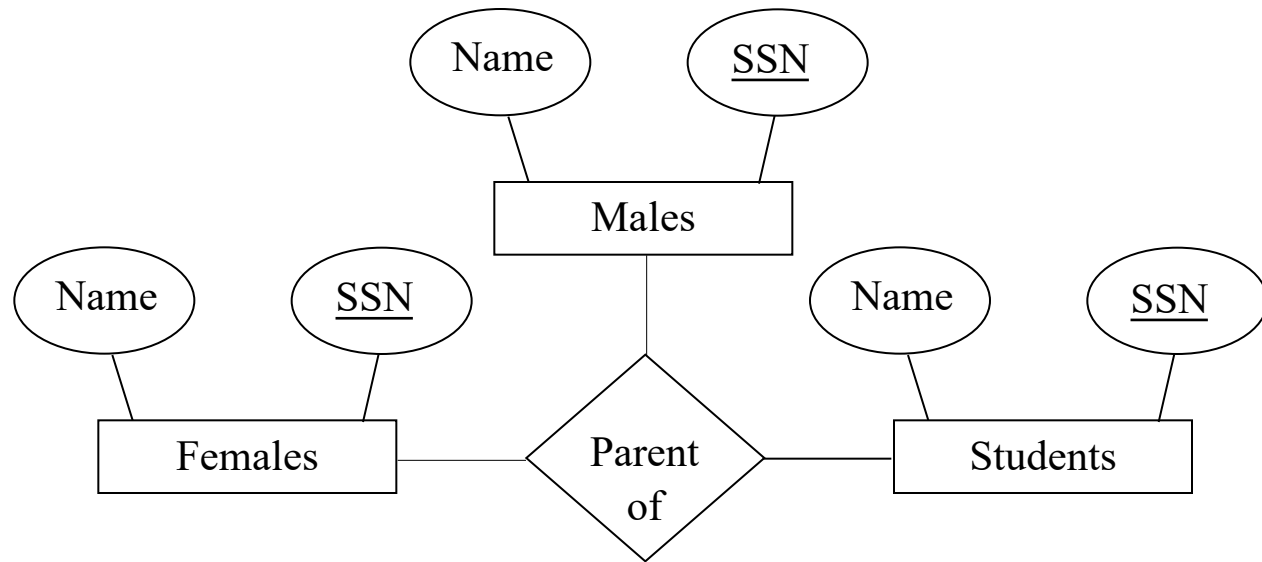 Name
SSN
Males
Name
SSN
Name
SSN
Females
Parent
of
Students